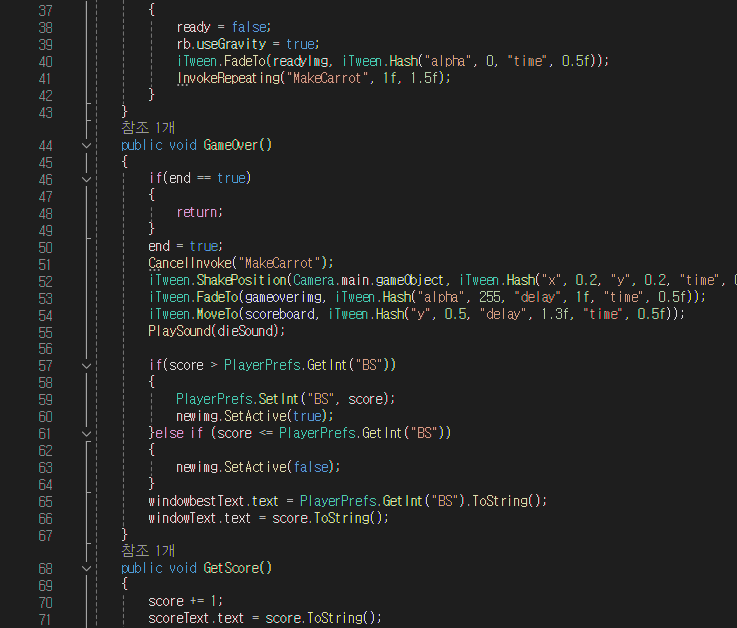 37 {
38 ready = false;
39 rb.useGravity = true;
40 iTween.FadeTo(readyImg, iTween.Hash("alpha", 0, "time", 0.5f));
41 InvokeRepeating("MakeCarrot", 1f, 1.5f);
42 }
43 }
참조 1개
44 public void GameOver()
45 {
46 if(end == true)
47 {
48 return;
49 }
50 end = true;
51 CancelInvoke("MakeCarrot");
52 iTween.ShakePosition(Camera.main.gameObject, iTween.Hash("x", 0.2, "y", 0.2, "time", 0
53 iTween.FadeTo(gameoverimg, iTween.Hash("alpha", 255, "delay", 1f, "time", 0.5f));
54 iTween.MoveTo(scoreboard, iTween.Hash("y", 0.5, "delay", 1.3f, "time", 0.5f));
55 PlaySound(dieSound);
56
57 if(score > PlayerPrefs.GetInt("BS"))
58 {
59 PlayerPrefs.SetInt("BS", score);
60 newimg.SetActive(true);
61 }else if (score <= PlayerPrefs.GetInt("BS"))
62 {
63 newimg.SetActive(false);
64 }
65 windowbestText.text = PlayerPrefs.GetInt("BS").ToString();
66 windowText.text = score.ToString();
67 }
참조 1개
68 public void GetScore()
69 {
70 score += 1;
71 scoreText.text = score.ToString();